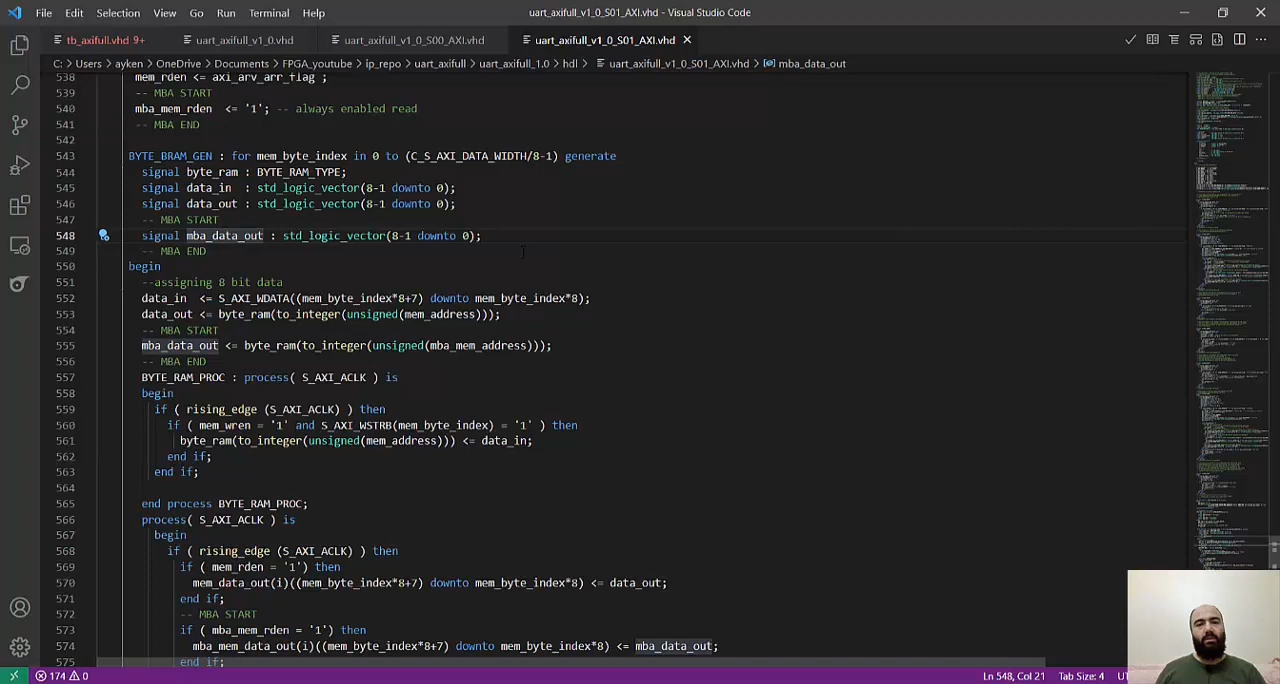 File Edit Selection View Go Run Terminal Help
uart_axifull_v1_0_S01_AXI.vhd - Visual Studio Code
tb_axifull.vhd 9+ uart_axifull_v1_0.vhd uart_axifull_v1_0_S00_AXI.vhd uart_axifull_v1_0_S01_AXI.vhd
C: > Users > ayken > OneDrive > Documents > FPGA_youtube > ip_repo > uart_axifull > uart_axifull_1.0 > hdl > uart_axifull_v1_0_S01_AXI.vhd > mba_data_out
538 mem_rden <= axi_arv_arr_flag ;
539 -- MBA START
540 mba_mem_rden <= '1'; -- always enabled read
541 -- MBA END
542
543 BYTE_BRAM_GEN : for mem_byte_index in 0 to (C_S_AXI_DATA_WIDTH/8-1) generate
544 signal byte_ram : BYTE_RAM_TYPE;
545 signal data_in : std_logic_vector(8-1 downto 0);
546 signal data_out : std_logic_vector(8-1 downto 0);
547 -- MBA START
548 signal mba_data_out : std_logic_vector(8-1 downto 0);
549 -- MBA END
550 begin
551 --assigning 8 bit data
552 data_in <= S_AXI_WDATA((mem_byte_index*8+7) downto mem_byte_index*8);
553 data_out <= byte_ram(to_integer(unsigned(mem_address)));
554 -- MBA START
555 mba_data_out <= byte_ram(to_integer(unsigned(mba_mem_address)));
556 -- MBA END
557 BYTE_RAM_PROC : process( S_AXI_ACLK ) is
558 begin
559 if ( rising_edge (S_AXI_ACLK) ) then
560 if ( mem_wren = '1' and S_AXI_WSTRB(mem_byte_index) = '1' ) then
561 byte_ram(to_integer(unsigned(mem_address))) <= data_in;
562 end if;
563 end if;
564
565 end process BYTE_RAM_PROC;
566 process( S_AXI_ACLK ) is
567 begin
568 if ( rising_edge (S_AXI_ACLK) ) then
569 if ( mem_rden = '1') then
570 mem_data_out(i)((mem_byte_index*8+7) downto mem_byte_index*8) <= data_out;
571 end if;
572 -- MBA START
573 if ( mba_mem_rden = '1') then
574 mba_mem_data_out(i)((mem_byte_index*8+7) downto mem_byte_index*8) <= mba_data_out;
575 end if;
174 0 Ln 548, Col 21 Tab Size: 4